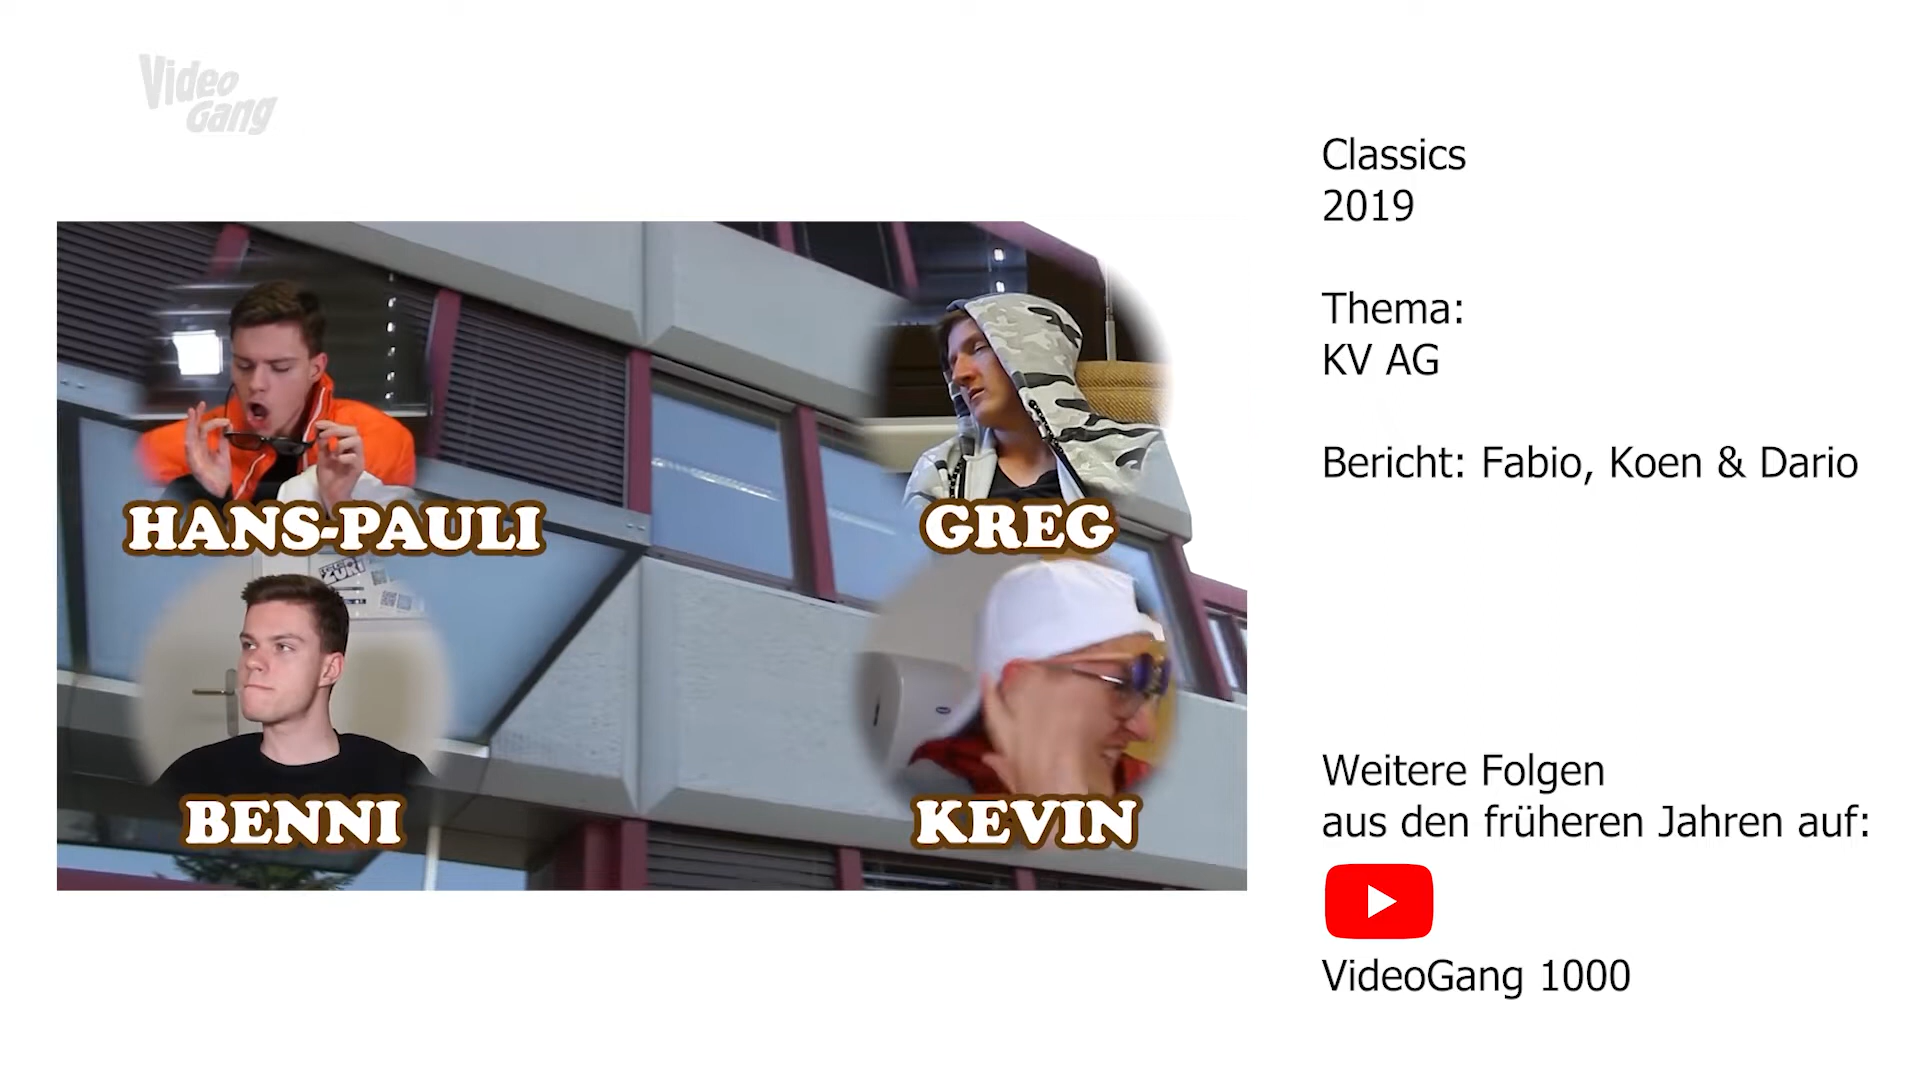 Video
Gang
Classics
2019
Thema:
KV AG
Bericht: Fabio, Koen & Dario
HANS-PAULI
GREG
BENNI
KEVIN
Weitere Folgen
aus den früheren Jahren auf:
VideoGang 1000